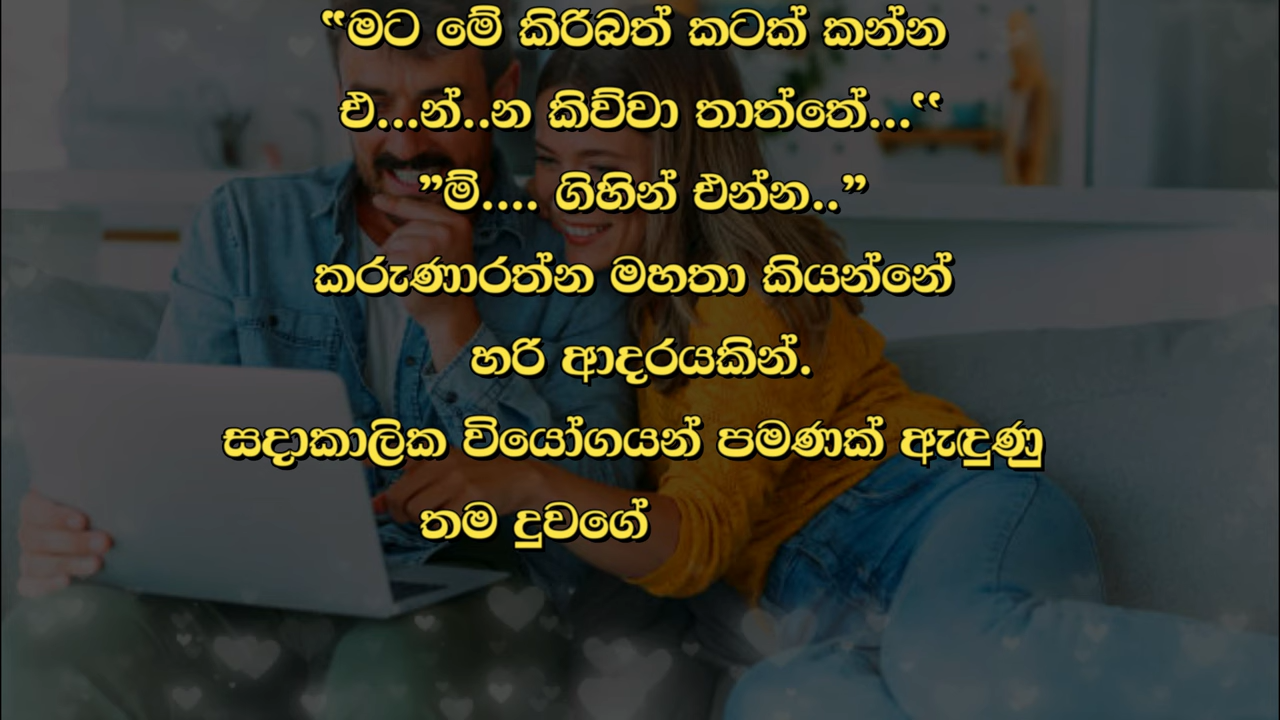 “මට මේ කිරිබත් කටක් කන්න
එ...න්..න කිව්වා තාත්තේ...“
”ම්.... ගිහින් එන්න..”
කරුණාරත්න මහතා කියන්නේ
හරි ආදරයකින්.
සදාකාලික වියෝගයන් පමණක් ඇඳුණු
තම දුවගේ